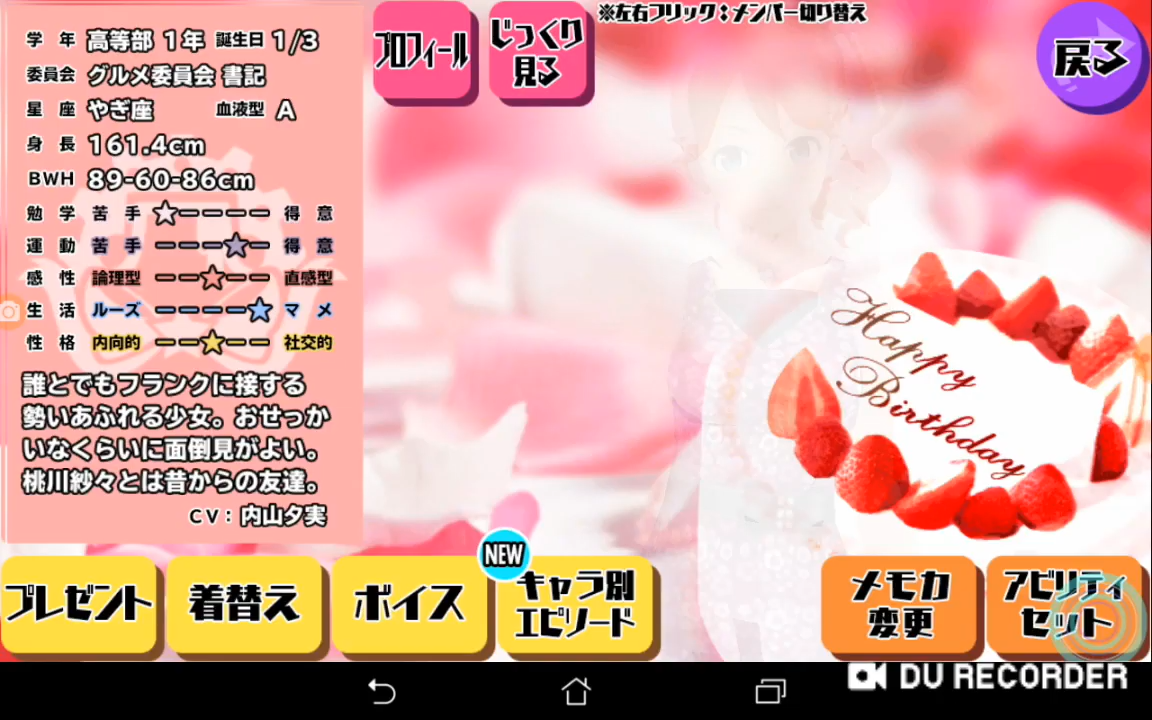 学年 高等部 1年 誕生日 1/3
委員会 グルメ委員会 書記
星座 やぎ座 血液型 A
身長 161.4cm
BWH 89-60-86cm
勉学 苦手 ☆---- 得意
運動 苦手 ---★- 得意
感性 論理型 --★-- 直感型
生活 ルーズ ----★ マメ
性格 内向的 --★-- 社交的
誰とでもフランクに接する
勢いあふれる少女。おせっか
いなくらいに面倒見がよい。
桃川紗々とは昔からの友達。
CV:内山夕実
プロフィール
じっくり
見る
※左右フリック:メンバー切り替え
戻る
Happy
Birthday
プレゼント
着替え
ボイス
NEW
キャラ別
エピソード
メモカ
変更
アビリティ
セット
DU RECORDER